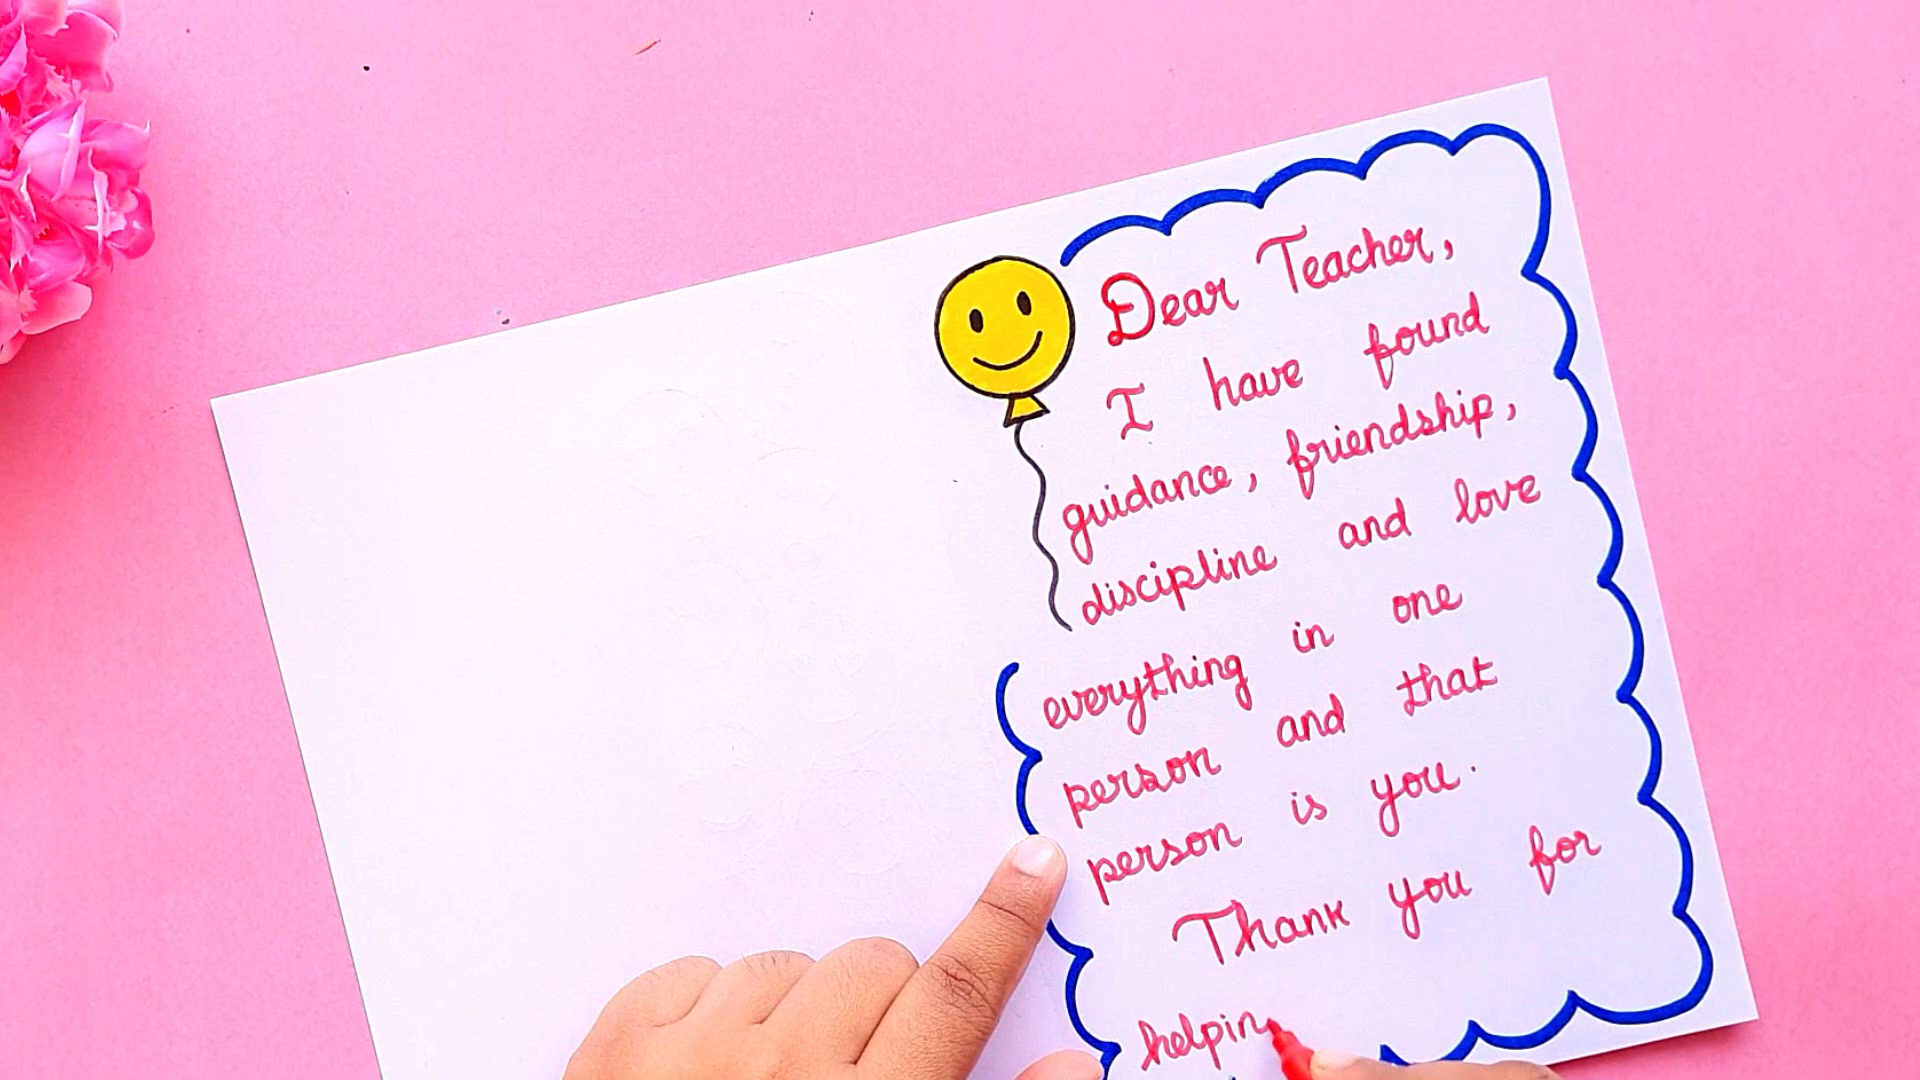 Dear Teacher,
I have found
guidance, friendship,
discipline and love
everything in one
person and that
person is you.
Thank you for
helpin